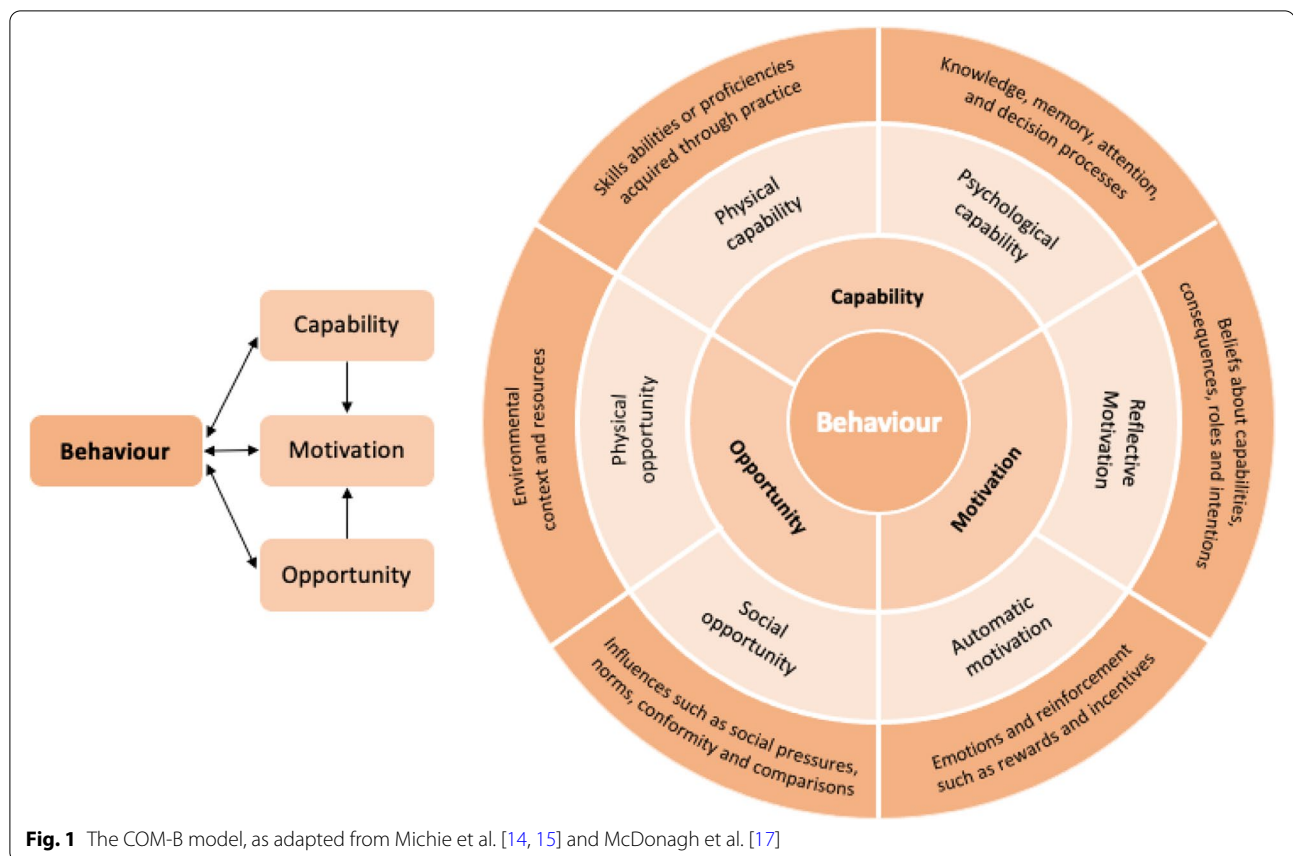 Capability
Behaviour
Motivation
Opportunity
Skills abilities or proficiencies
acquired through practice
Knowledge, memory, attention,
and decision processes
Physical
capability
Psychological
capability
Capability
Environmental
context and resources
Physical
opportunity
Opportunity
Behaviour
Motivation
Reflective
Motivation
Beliefs about capabilities,
consequences, roles and intentions
Social
opportunity
Automatic
motivation
Influences such as social pressures,
norms, conformity and comparisons
Emotions and reinforcement
such as rewards and incentives
Fig. 1 The COM-B model, as adapted from Michie et al. [14, 15] and McDonagh et al. [17]